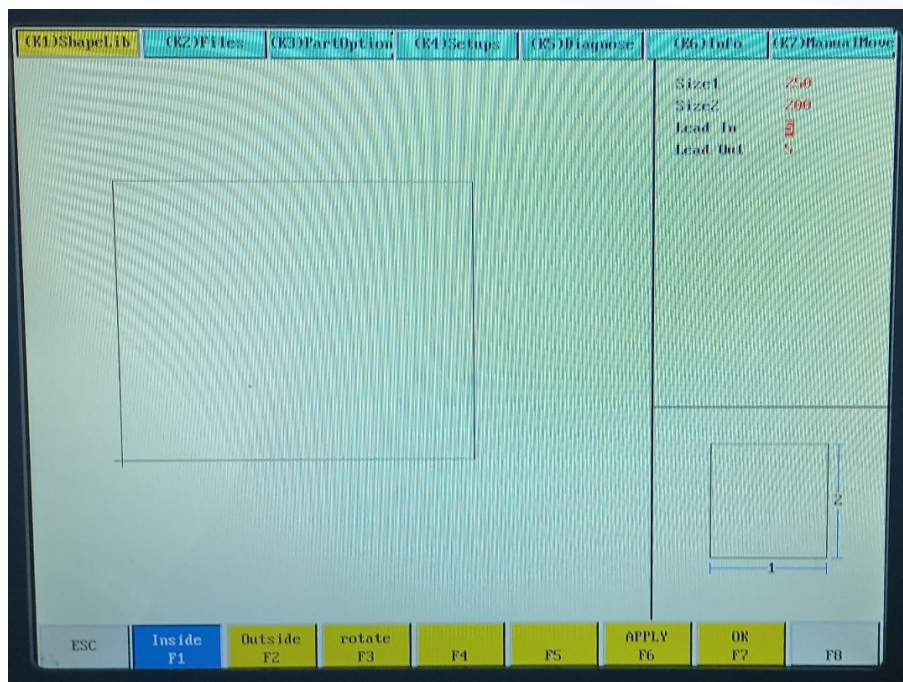 (K1)ShapeLib (K2)Files (K3)PartOption (K4)Setups (K5)Diagnose (K6)Info (K7)ManualMove
Size1 250
Size2 200
Lead In 5
Lead Out 5
2
1
ESC Inside Outside rotate APPLY OK
F1 F2 F3 F4 F5 F6 F7 F8